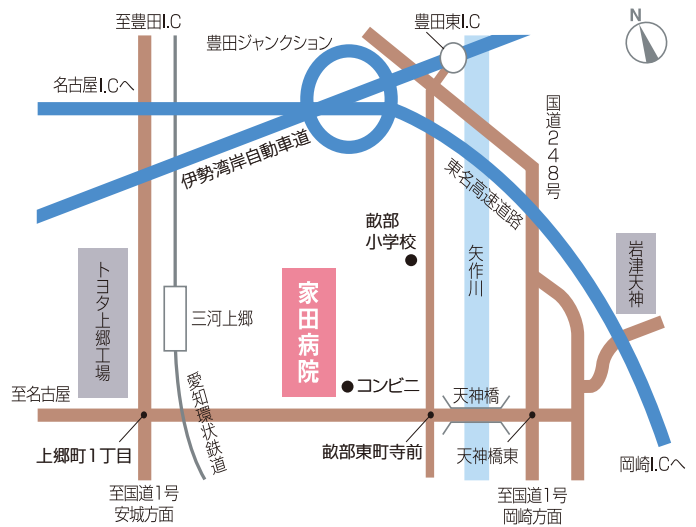 至豊田I.C
豊田東I.C
N
豊田ジャンクション
名古屋I.Cへ
国道248号
伊勢湾岸自動車道
東名高速道路
畝部
小学校
岩津天神
矢作川
トヨタ上郷工場
家田病院
三河上郷
愛知環状鉄道
コンビニ
天神橋
至名古屋
上郷町1丁目
畝部東町寺前
天神橋東
岡崎I.Cへ
至国道1号
安城方面
至国道1号
岡崎方面